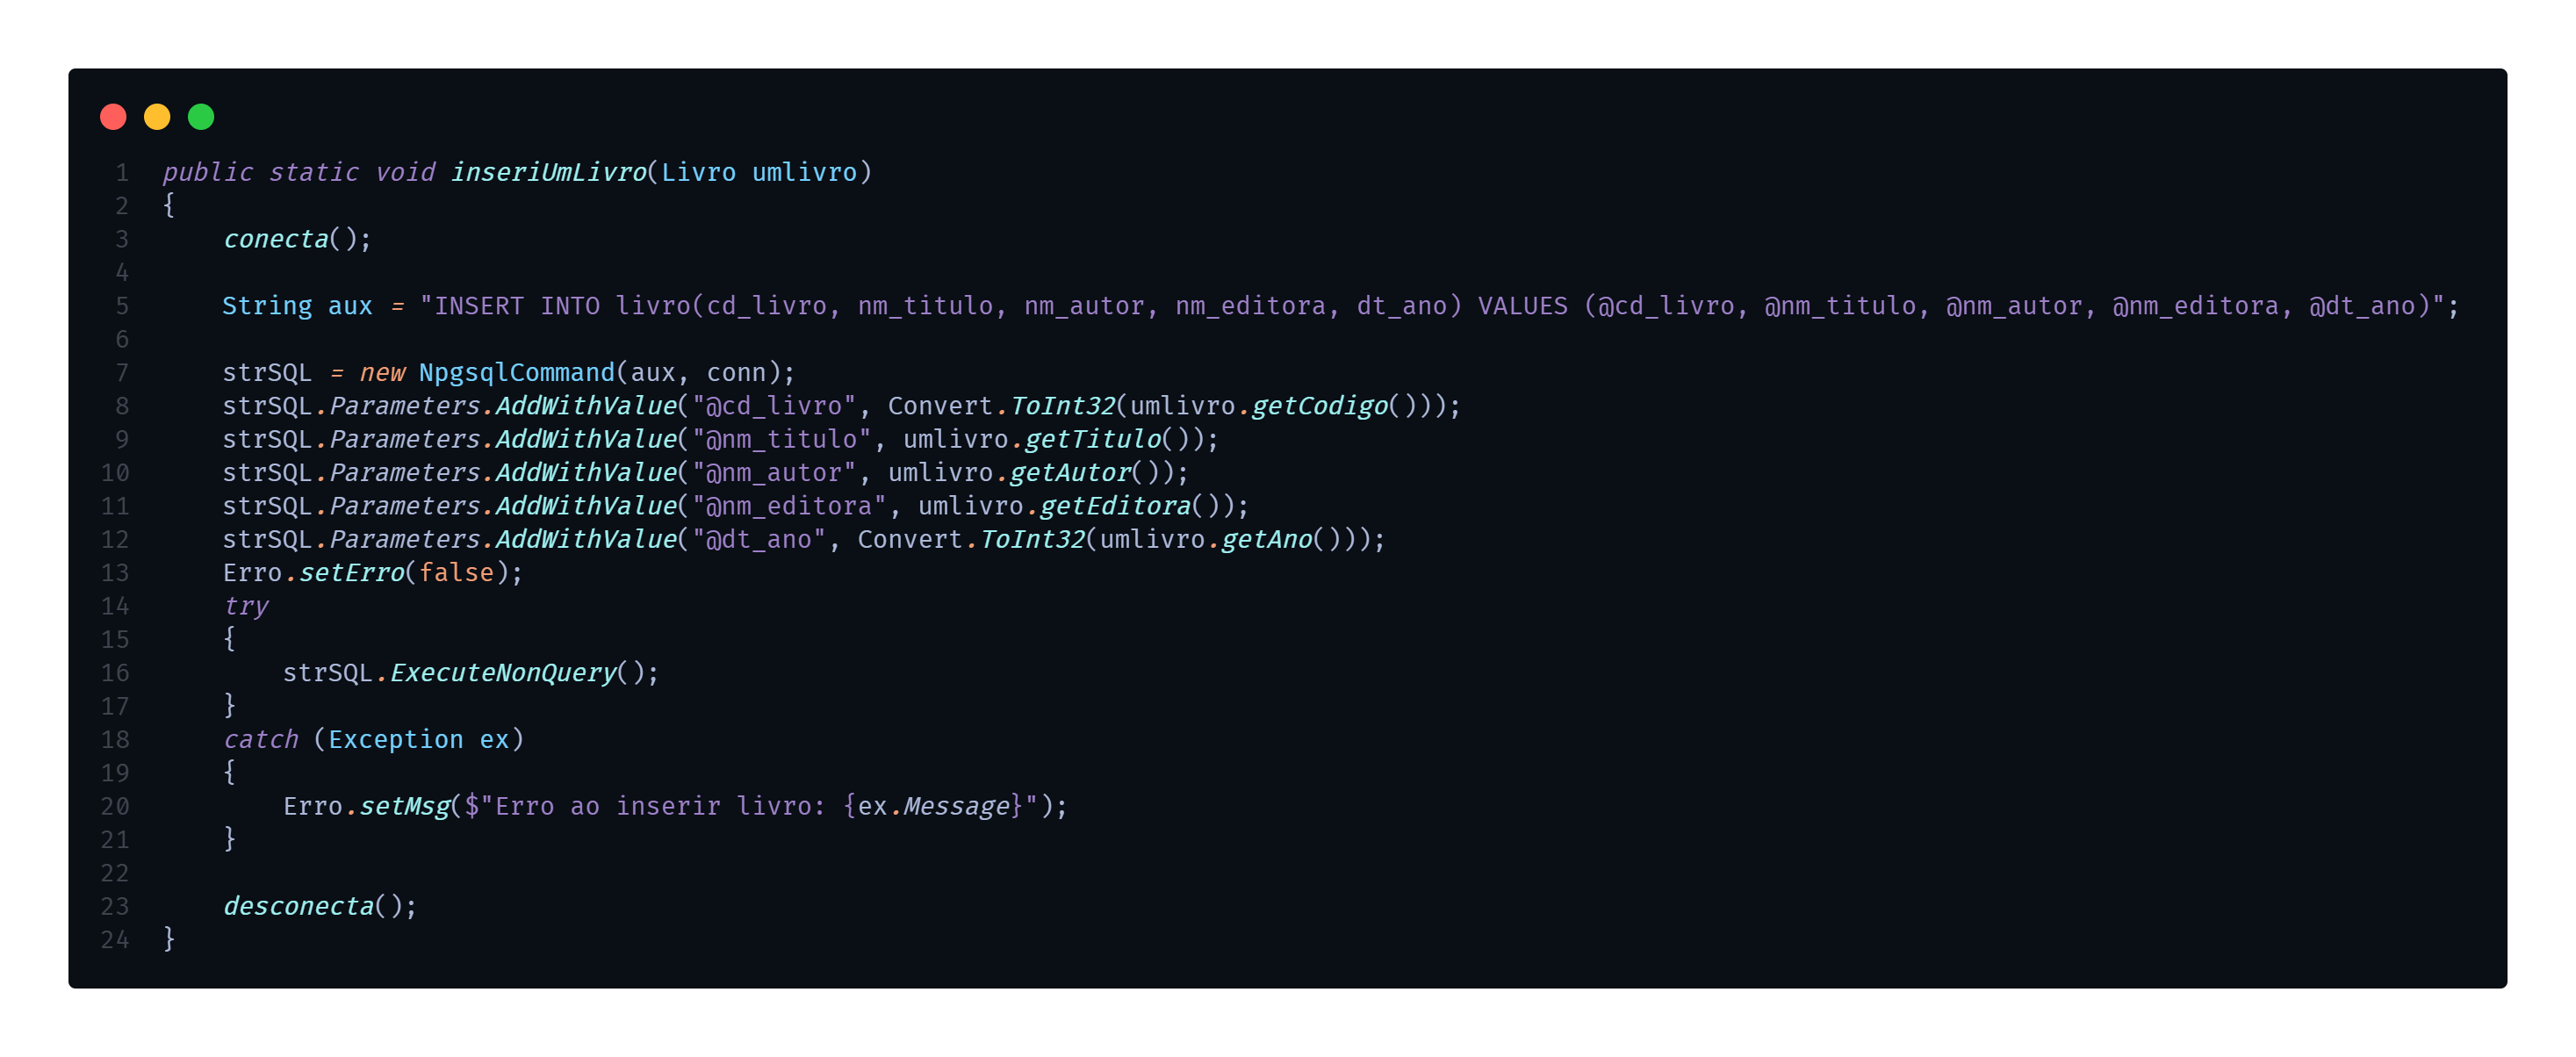 1 public static void inseriUmLivro(Livro umlivro)
2 {
3     conecta();
4
5     String aux = "INSERT INTO livro(cd_livro, nm_titulo, nm_autor, nm_editora, dt_ano) VALUES (@cd_livro, @nm_titulo, @nm_autor, @nm_editora, @dt_ano)";
6
7     strSQL = new NpgsqlCommand(aux, conn);
8     strSQL.Parameters.AddWithValue("@cd_livro", Convert.ToInt32(umlivro.getCodigo()));
9     strSQL.Parameters.AddWithValue("@nm_titulo", umlivro.getTitulo());
10     strSQL.Parameters.AddWithValue("@nm_autor", umlivro.getAutor());
11     strSQL.Parameters.AddWithValue("@nm_editora", umlivro.getEditora());
12     strSQL.Parameters.AddWithValue("@dt_ano", Convert.ToInt32(umlivro.getAno()));
13     Erro.setErro(false);
14     try
15     {
16         strSQL.ExecuteNonQuery();
17     }
18     catch (Exception ex)
19     {
20         Erro.setMsg($"Erro ao inserir livro: {ex.Message}");
21     }
22
23     desconecta();
24 }